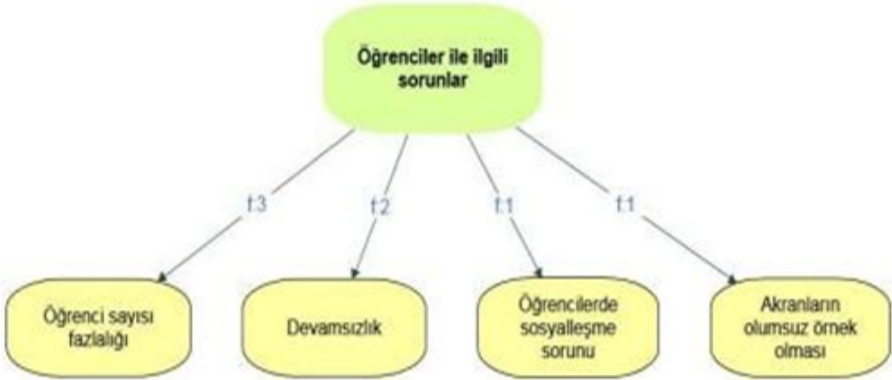 Öğrenciler ile ilgili
sorunlar
f:3
f:2
f:1
f:1
Öğrenci sayısı
fazlalığı
Devamsızlık
Öğrencilerde
sosyalleşme
sorunu
Akranların
olumsuz örnek
olması